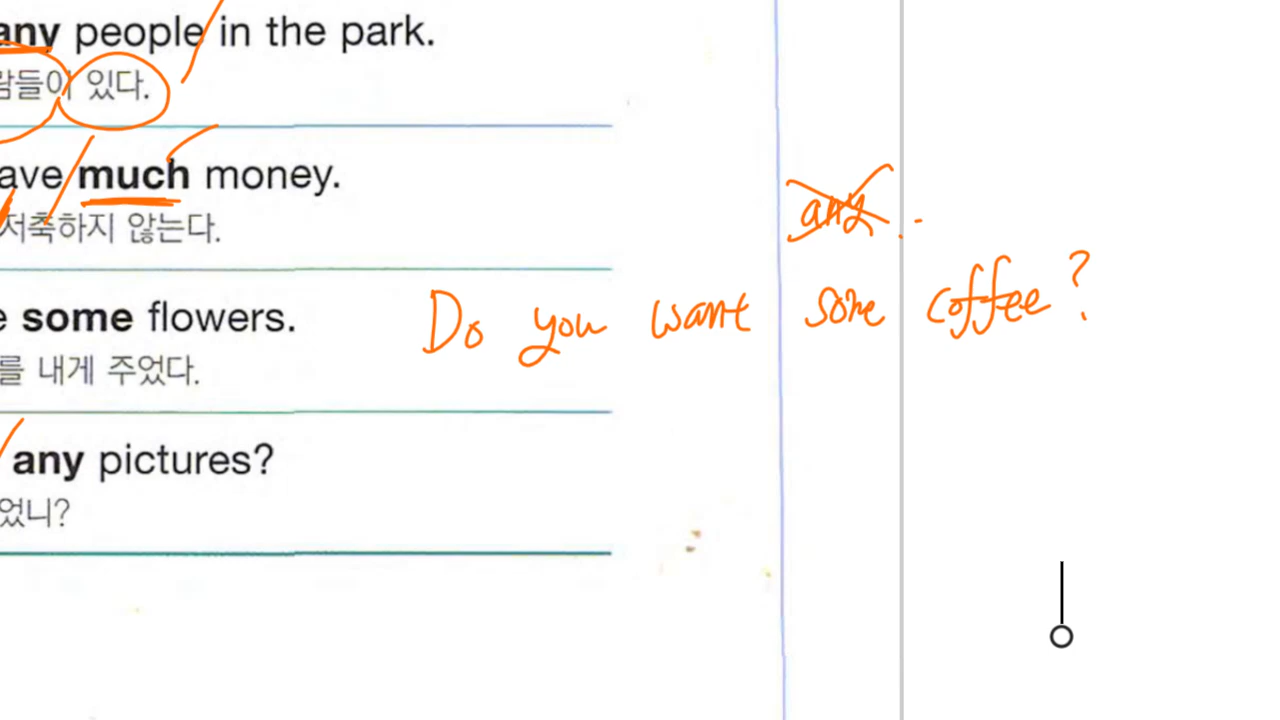 any people in the park.
람들이 있다.
ave much money.
저축하지 않는다.
any
some flowers.
Do you want some coffee?
를 내게 주었다.
any pictures?
었니?